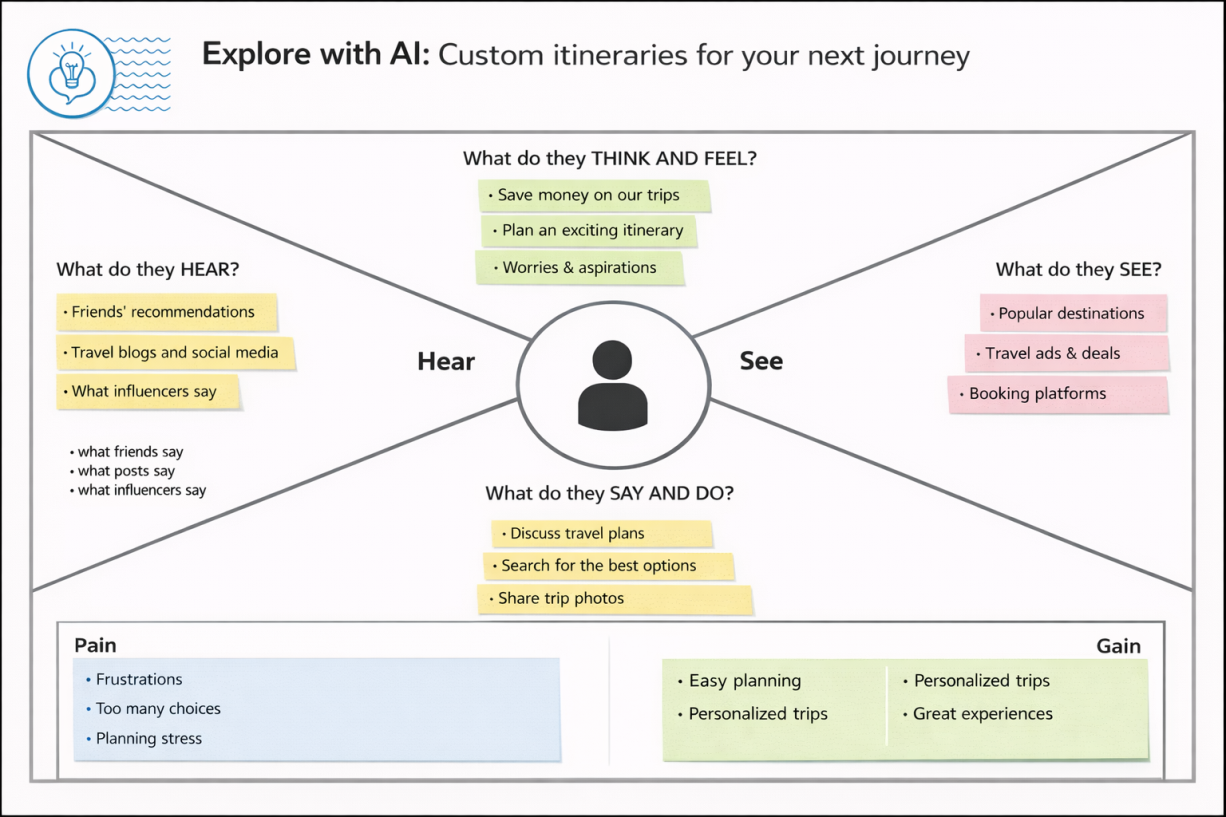 Explore with AI: Custom itineraries for your next journey
What do they THINK AND FEEL?
• Save money on our trips
• Plan an exciting itinerary
• Worries & aspirations
What do they HEAR?
• Friends' recommendations
• Travel blogs and social media
• What influencers say
• what friends say
• what posts say
• what influencers say
Hear
See
What do they SEE?
• Popular destinations
• Travel ads & deals
• Booking platforms
What do they SAY AND DO?
• Discuss travel plans
• Search for the best options
• Share trip photos
Pain
• Frustrations
• Too many choices
• Planning stress
Gain
• Easy planning
• Personalized trips
• Personalized trips
• Great experiences